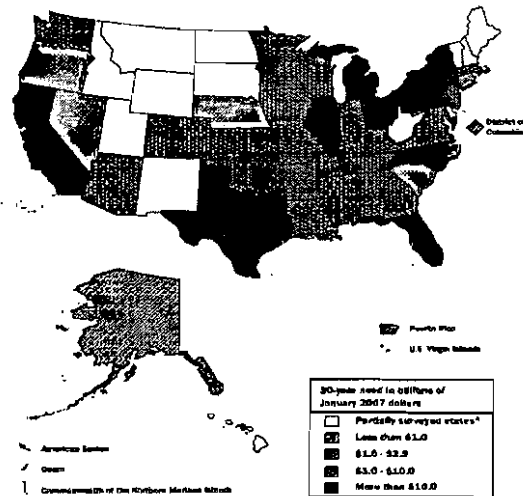 District of
Columbia
Puerto Rico
U.S. Virgin Islands
20-year need in billions of
January 2007 dollars
Partially surveyed states*
Less than $1.0
$1.0 - $2.9
$3.0 - $10.0
More than $10.0
American Samoa
Guam
Commonwealth of the Northern Mariana Islands